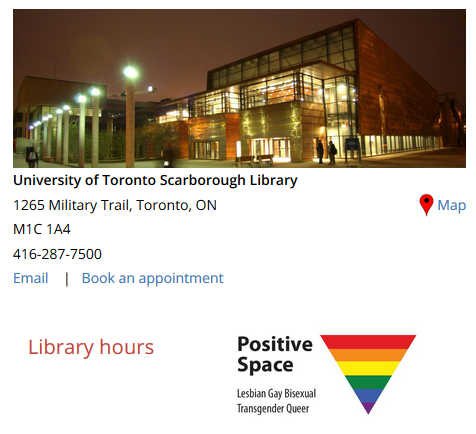 University of Toronto Scarborough Library
1265 Military Trail, Toronto, ON
Map
M1C 1A4
416-287-7500
Email | Book an appointment
Library hours
Positive
Space
Lesbian Gay Bisexual
Transgender Queer